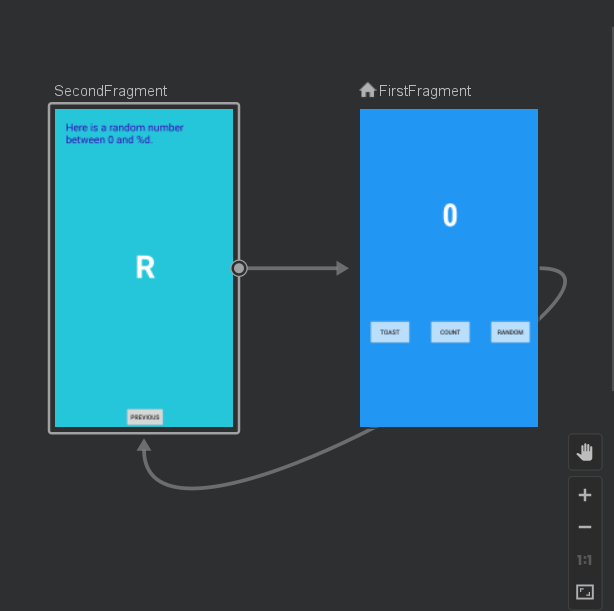 SecondFragment
FirstFragment
Here is a random number
between 0 and %d.
0
R
TOAST
COUNT
RANDOM
PREVIOUS
1:1